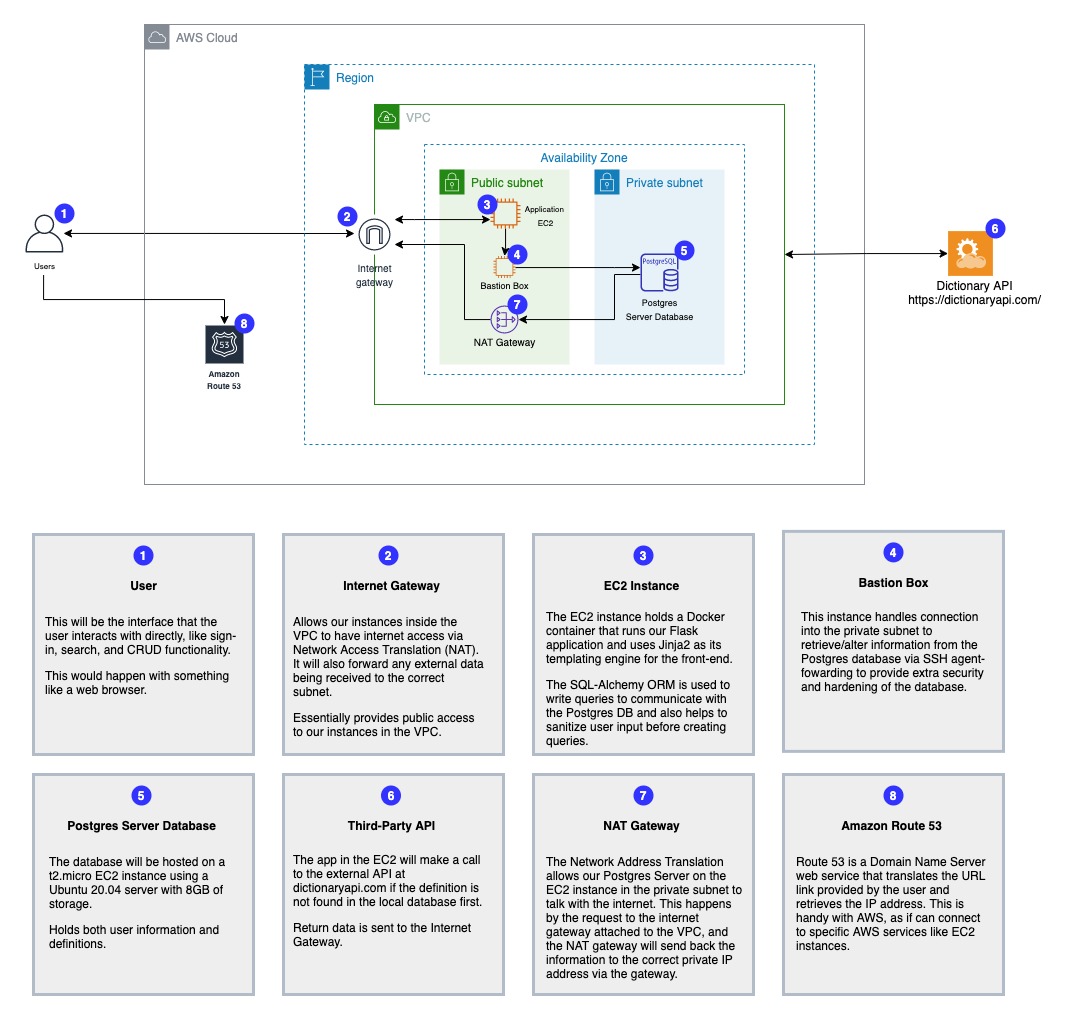 AWS Cloud
Region
VPC
Availability Zone
Public subnet
Private subnet
1
Users
2
Internet
gateway
3
Application
EC2
4
Bastion Box
5
PostgreSQL
Postgres
Server Database
6
Dictionary API
https://dictionaryapi.com/
7
NAT Gateway
8
53
Amazon
Route 53
1
User
This will be the interface that the
user interacts with directly, like sign-
in, search, and CRUD functionality.
This would happen with something
like a web browser.
2
Internet Gateway
Allows our instances inside the
VPC to have internet access via
Network Access Translation (NAT).
It will also forward any external data
being received to the correct
subnet.
Essentially provides public access
to our instances in the VPC.
3
EC2 Instance
The EC2 instance holds a Docker
container that runs our Flask
application and uses Jinja2 as its
templating engine for the front-end.
The SQL-Alchemy ORM is used to
write queries to communicate with
the Postgres DB and also helps to
sanitize user input before creating
queries.
4
Bastion Box
This instance handles connection
into the private subnet to
retrieve/alter information from the
Postgres database via SSH agent-
fowarding to provide extra security
and hardening of the database.
5
Postgres Server Database
The database will be hosted on a
t2.micro EC2 instance using a
Ubuntu 20.04 server with 8GB of
storage.
Holds both user information and
definitions.
6
Third-Party API
The app in the EC2 will make a call
to the external API at
dictionaryapi.com if the definition is
not found in the local database first.
Return data is sent to the Internet
Gateway.
7
NAT Gateway
The Network Address Translation
allows our Postgres Server on the
EC2 instance in the private subnet to
talk with the internet. This happens
by the request to the internet
gateway attached to the VPC, and
the NAT gateway will send back the
information to the correct private IP
address via the gateway.
8
Amazon Route 53
Route 53 is a Domain Name Server
web service that translates the URL
link provided by the user and
retrieves the IP address. This is
handy with AWS, as if can connect
to specific AWS services like EC2
instances.